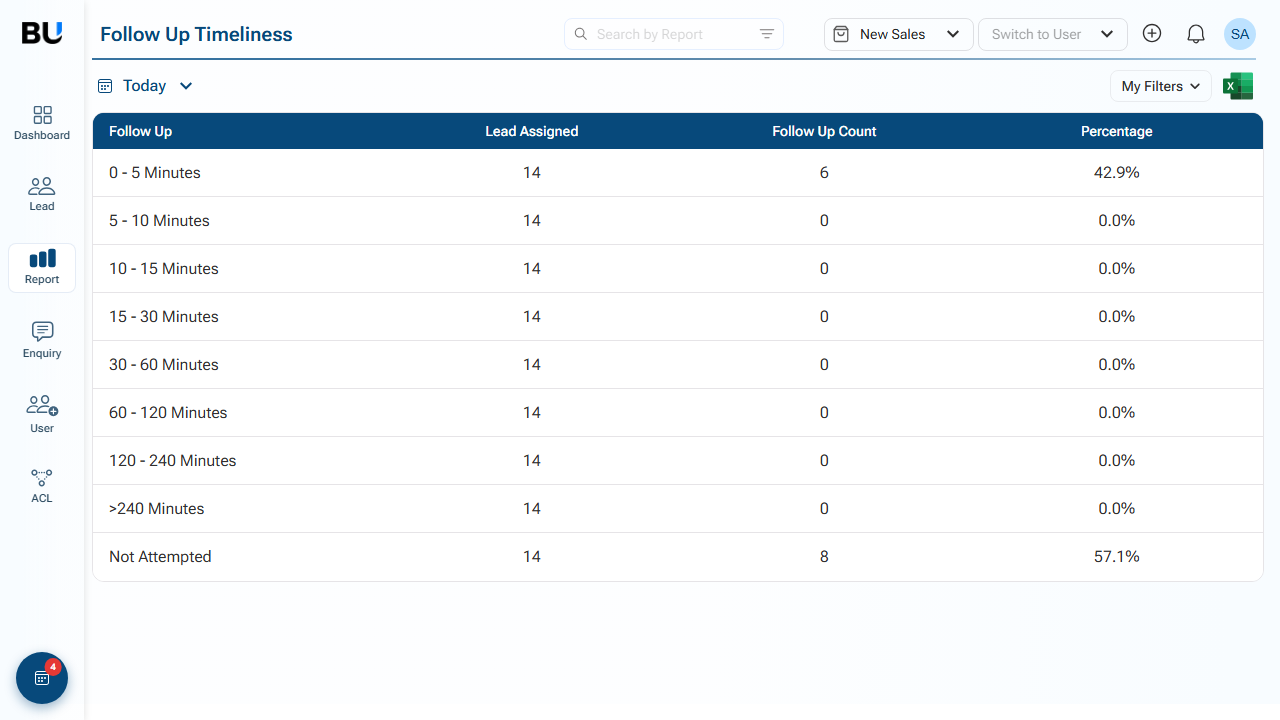 BU
Follow Up Timeliness
Search by Report
New Sales
Switch to User
SA
Today
My Filters
X
Dashboard
Lead
Report
Enquiry
User
ACL
4
Follow Up Lead Assigned Follow Up Count Percentage
0 - 5 Minutes 14 6 42.9%
5 - 10 Minutes 14 0 0.0%
10 - 15 Minutes 14 0 0.0%
15 - 30 Minutes 14 0 0.0%
30 - 60 Minutes 14 0 0.0%
60 - 120 Minutes 14 0 0.0%
120 - 240 Minutes 14 0 0.0%
>240 Minutes 14 0 0.0%
Not Attempted 14 8 57.1%